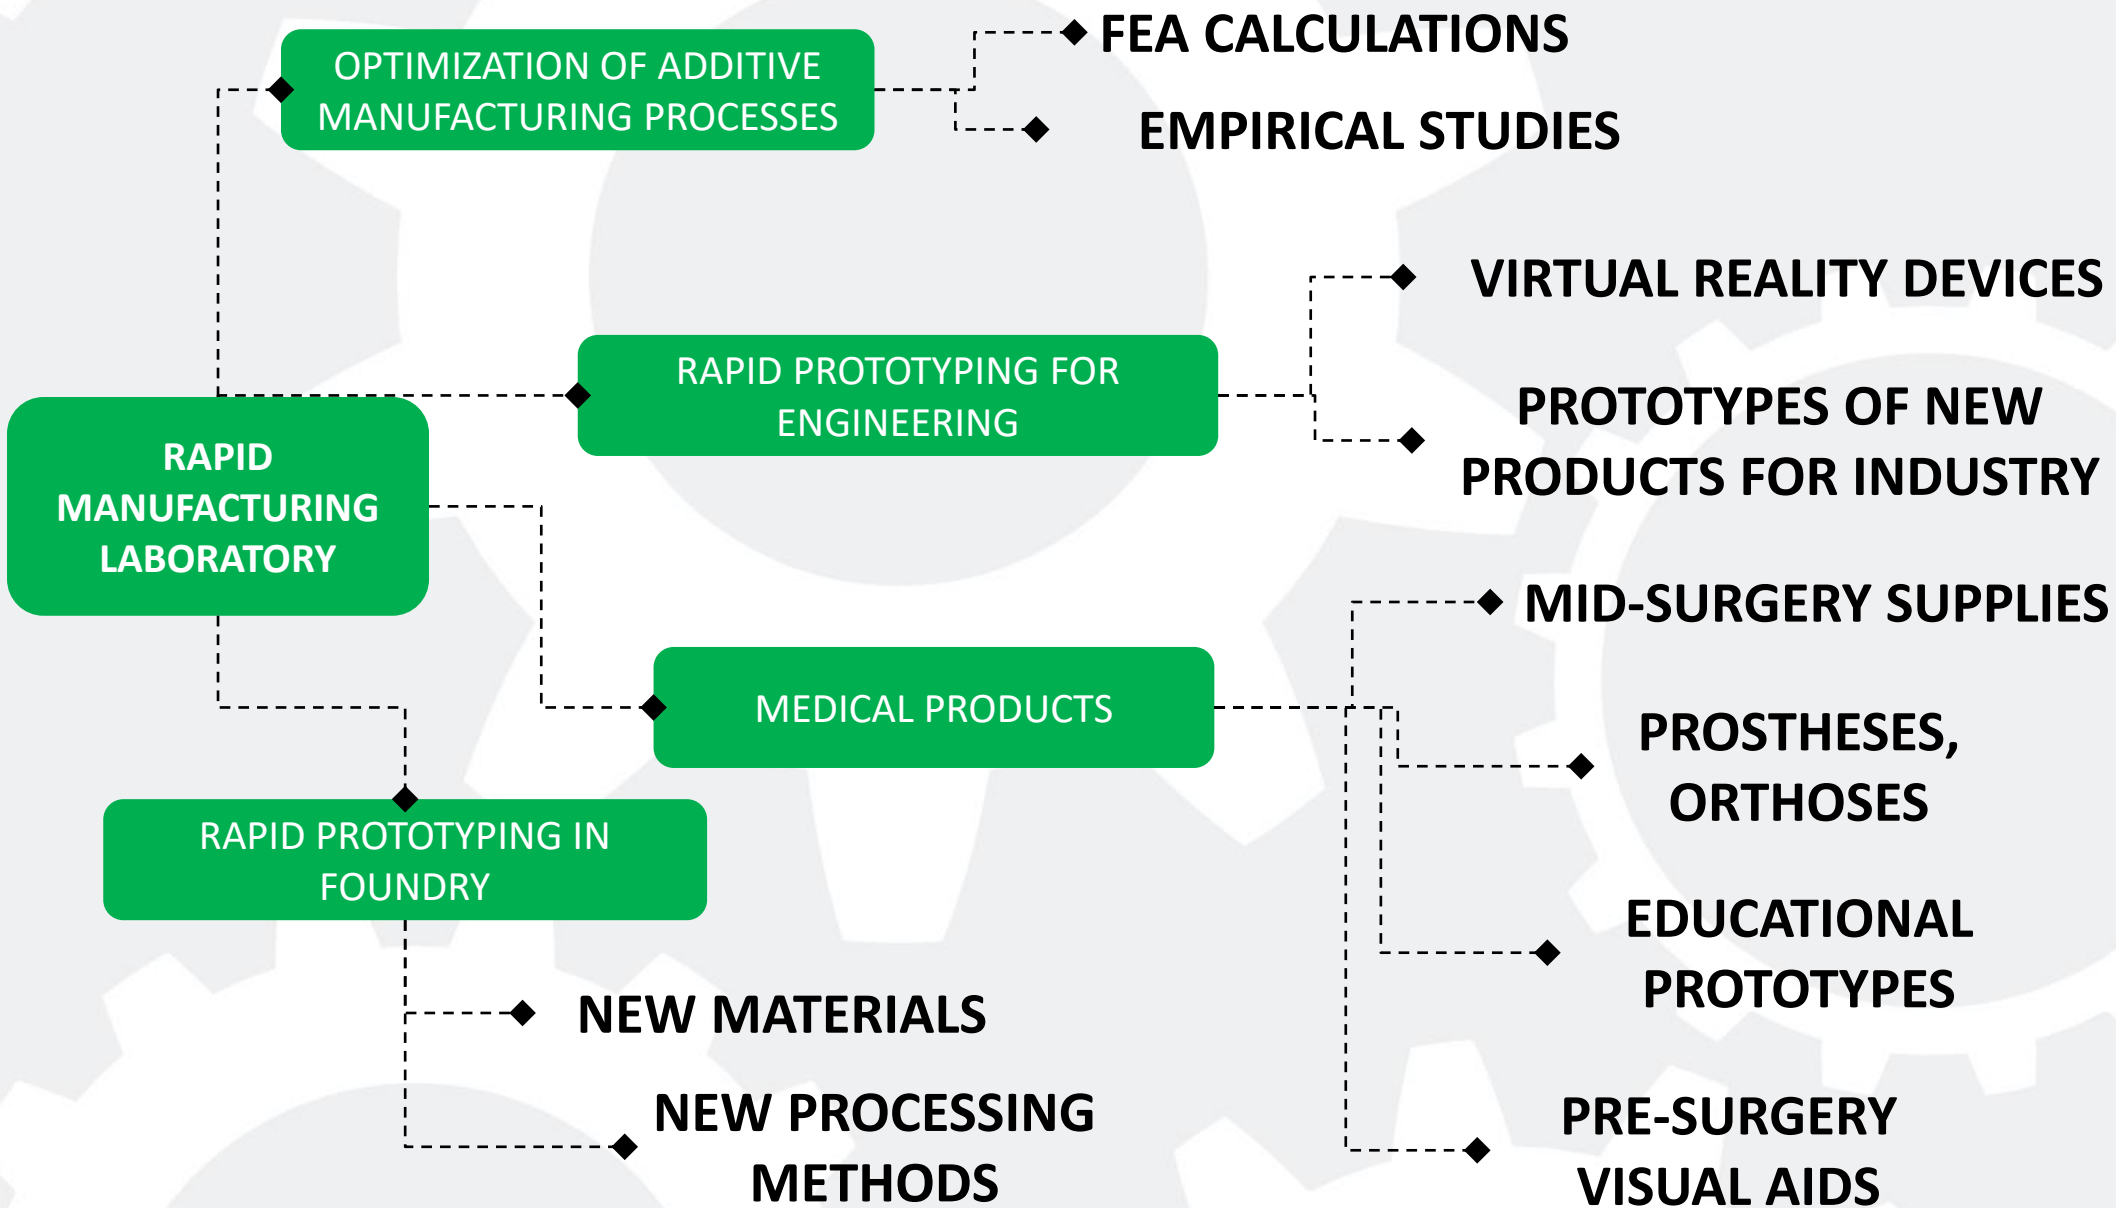 OPTIMIZATION OF ADDITIVE
MANUFACTURING PROCESSES
FEA CALCULATIONS
EMPIRICAL STUDIES
VIRTUAL REALITY DEVICES
RAPID PROTOTYPING FOR
ENGINEERING
PROTOTYPES OF NEW
PRODUCTS FOR INDUSTRY
RAPID
MANUFACTURING
LABORATORY
MID-SURGERY SUPPLIES
MEDICAL PRODUCTS
PROSTHESES,
ORTHOSES
RAPID PROTOTYPING IN
FOUNDRY
EDUCATIONAL
PROTOTYPES
NEW MATERIALS
NEW PROCESSING
METHODS
PRE-SURGERY
VISUAL AIDS